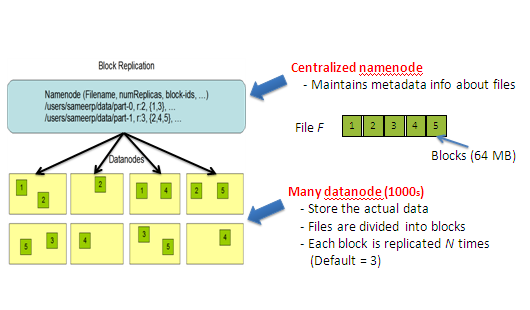 Block Replication
Namenode (Filename, numReplicas, block-ids, ...)
/users/sameerp/data/part-0, r:2, {1,3}, ...
/users/sameerp/data/part-1, r:3, {2,4,5}, ...
Datanodes
1
2
2
1
4
2
5
5
3
4
3
5
4
Centralized namenode
- Maintains metadata info about files
File F
1 2 3 4 5
Blocks (64 MB)
Many datanode (1000s)
- Store the actual data
- Files are divided into blocks
- Each block is replicated N times
(Default = 3)